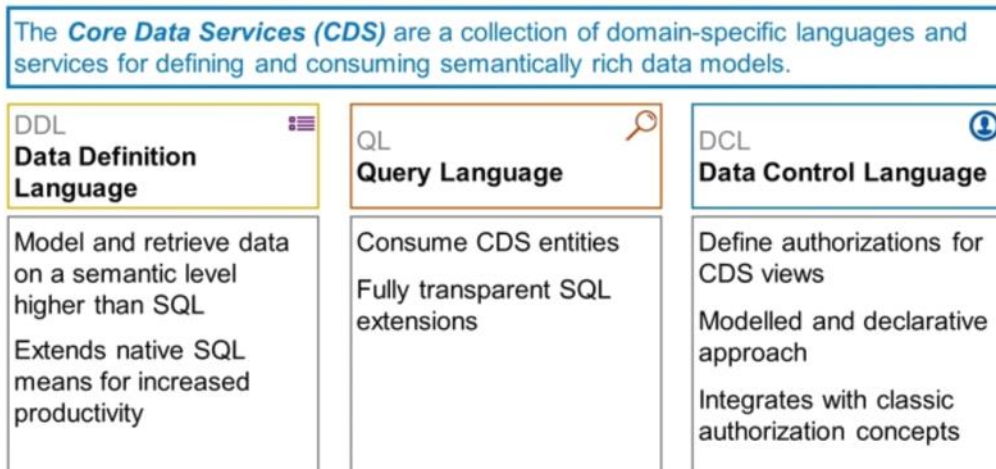 The Core Data Services (CDS) are a collection of domain-specific languages and
services for defining and consuming semantically rich data models.
DDL
Data Definition
Language
Model and retrieve data
on a semantic level
higher than SQL
Extends native SQL
means for increased
productivity
QL
Query Language
Consume CDS entities
Fully transparent SQL
extensions
DCL
Data Control Language
Define authorizations for
CDS views
Modelled and declarative
approach
Integrates with classic
authorization concepts